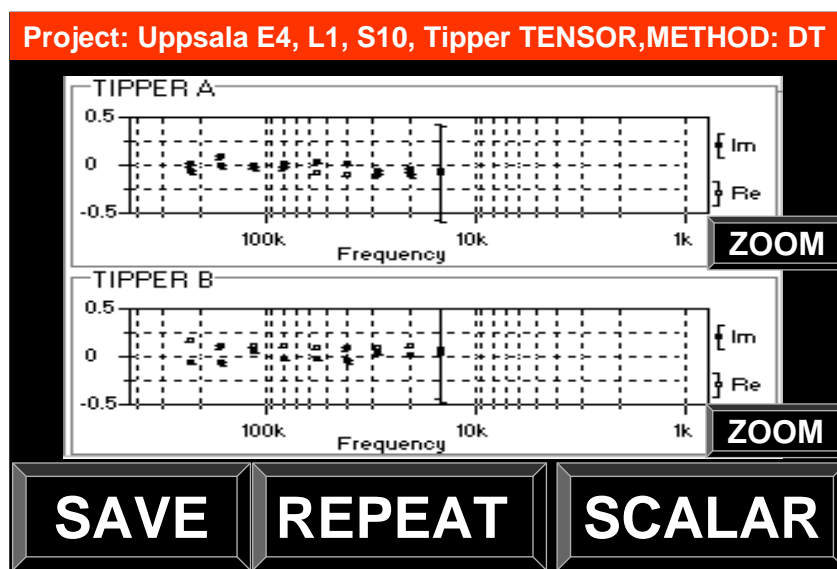 Project: Uppsala E4, L1, S10, Tipper TENSOR,METHOD: DT
TIPPER A
0.5
0
-0.5
100k
10k
1k
Frequency
Im
Re
ZOOM
TIPPER B
0.5
0
-0.5
100k
10k
1k
Frequency
Im
Re
ZOOM
SAVE
REPEAT
SCALAR